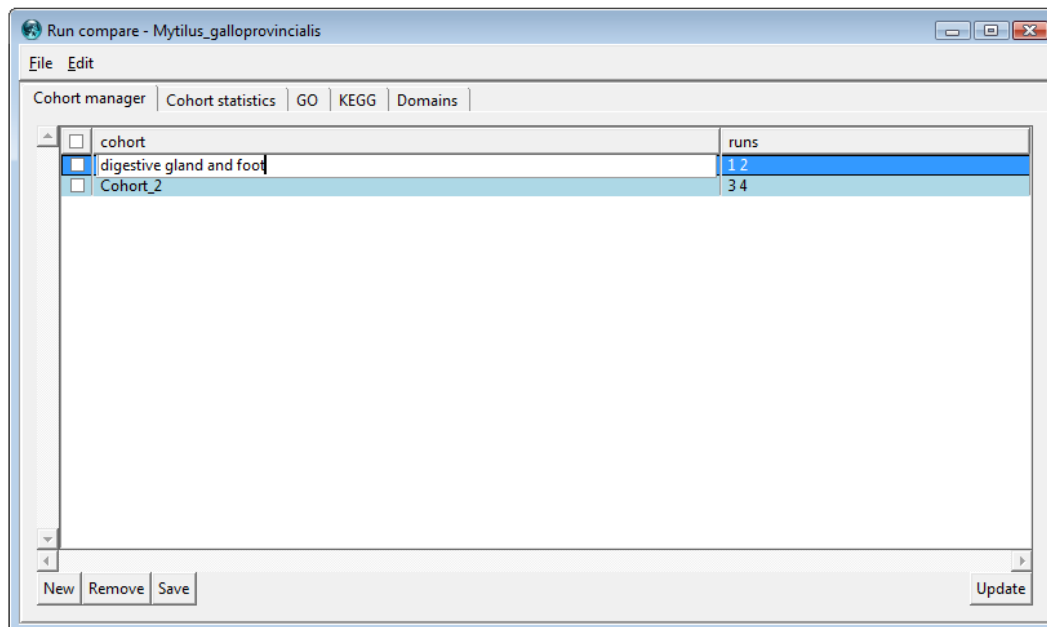 Run compare - Mytilus_galloprovincialis
File Edit
Cohort manager Cohort statistics GO KEGG Domains
cohort runs
digestive gland and foot 1 2
Cohort_2 3 4
New Remove Save Update